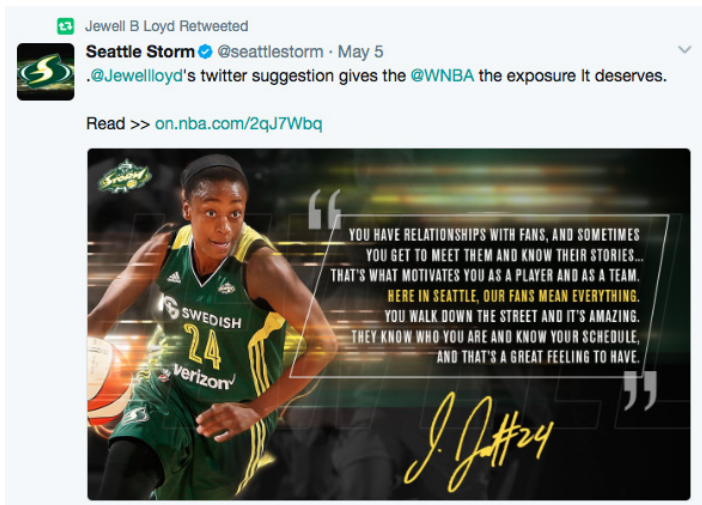 Jewell B Loyd Retweeted
Seattle Storm @seattlestorm · May 5
.@Jewellloyd's twitter suggestion gives the @WNBA the exposure It deserves.
Read >> on.nba.com/2qJ7Wbq
STORM
“
YOU HAVE RELATIONSHIPS WITH FANS, AND SOMETIMES
YOU GET TO MEET THEM AND KNOW THEIR STORIES...
THAT'S WHAT MOTIVATES YOU AS A PLAYER AND AS A TEAM.
HERE IN SEATTLE, OUR FANS MEAN EVERYTHING.
YOU WALK DOWN THE STREET AND IT'S AMAZING.
THEY KNOW WHO YOU ARE AND KNOW YOUR SCHEDULE,
AND THAT'S A GREAT FEELING TO HAVE.
”
SWEDISH
24
verizon
#24